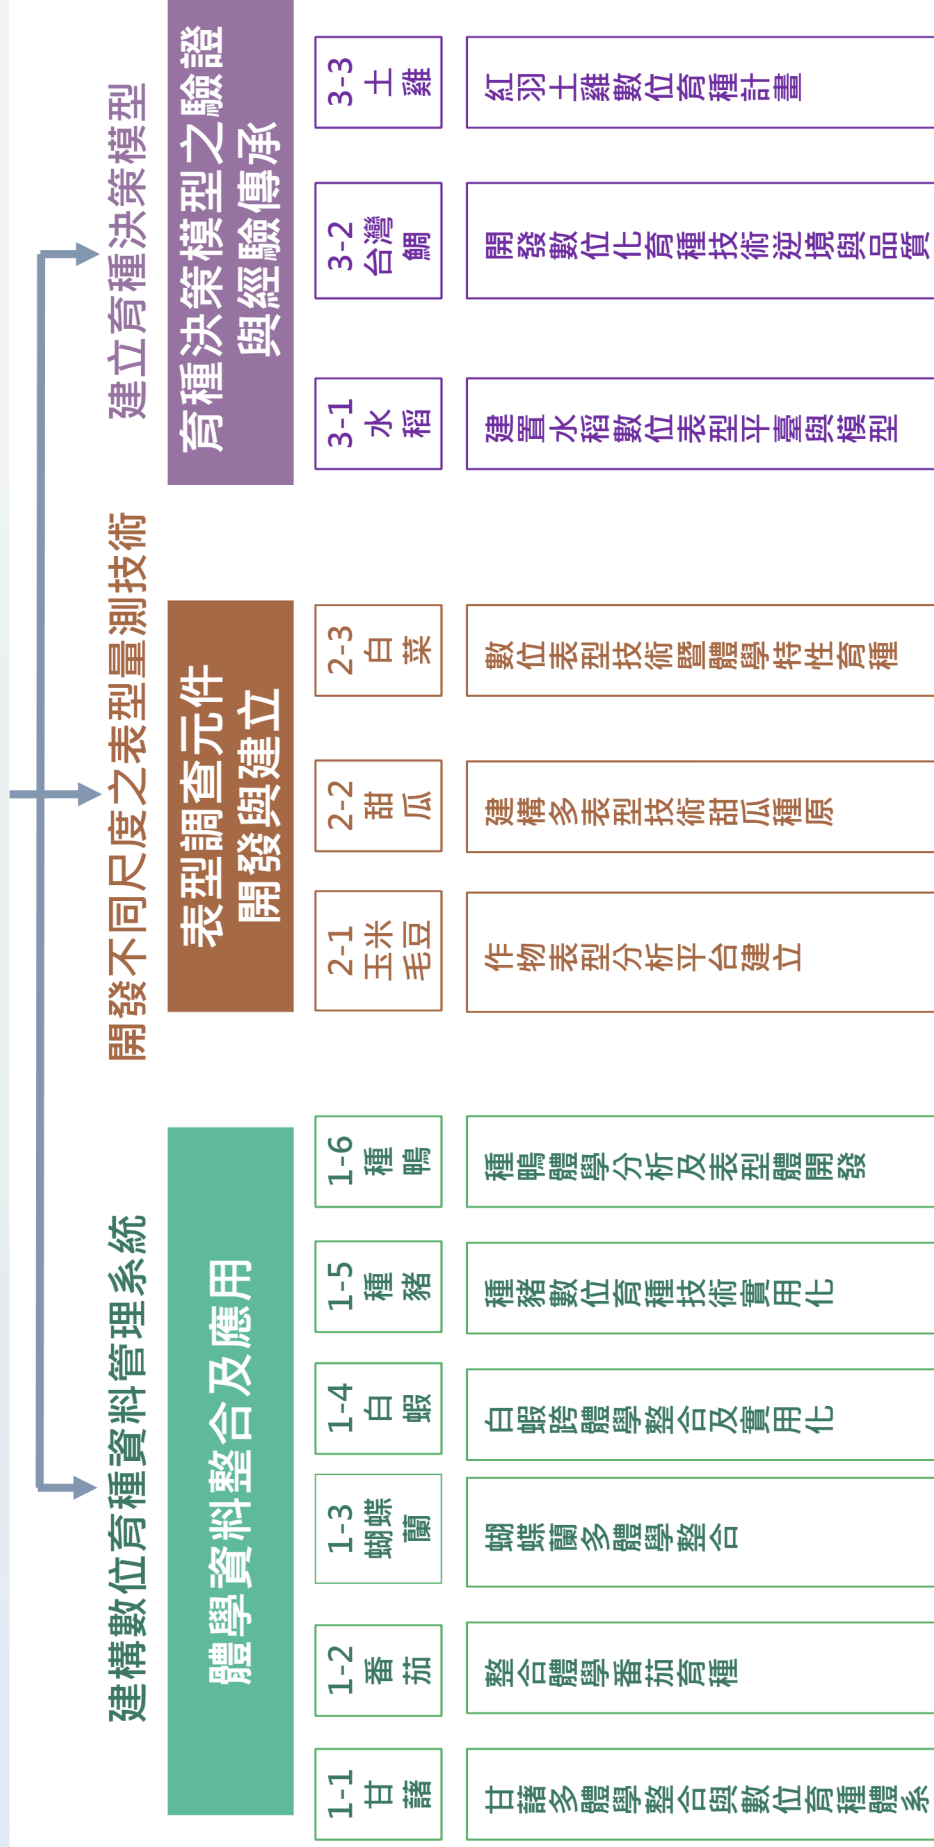 建構數位育種資料管理系統
開發不同尺度之表型量測技術
建立育種決策模型
體學資料整合及應用
表型調查元件
開發與建立
育種決策模型之驗證
與經驗傳承
1-1
甘
藷
1-2
番
茄
1-3
蝴蝶
蘭
1-4
白
蝦
1-5
種
豬
1-6
種
鴨
2-1
玉米
毛豆
2-2
甜
瓜
2-3
白
菜
3-1
水
稻
3-2
台灣
鯛
3-3
土
雞
甘藷多體學整合與數位育種體系
整合體學番茄育種
蝴蝶蘭多體學整合
白蝦跨體學整合及實用化
種豬數位育種技術實用化
種鴨體學分析及表型體開發
作物表型分析平台建立
建構多表型技術甜瓜種原
數位表型技術暨體學特性育種
建置水稻數位表型平臺與模型
開發數位化育種技術逆境與品質
紅羽土雞數位育種計畫